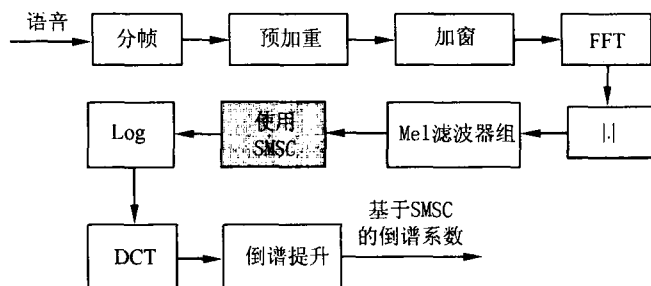 语音
分帧
预加重
加窗
FFT
|·|
Mel滤波器组
使用
SMSC
Log
DCT
倒谱提升
基于SMSC
的倒谱系数